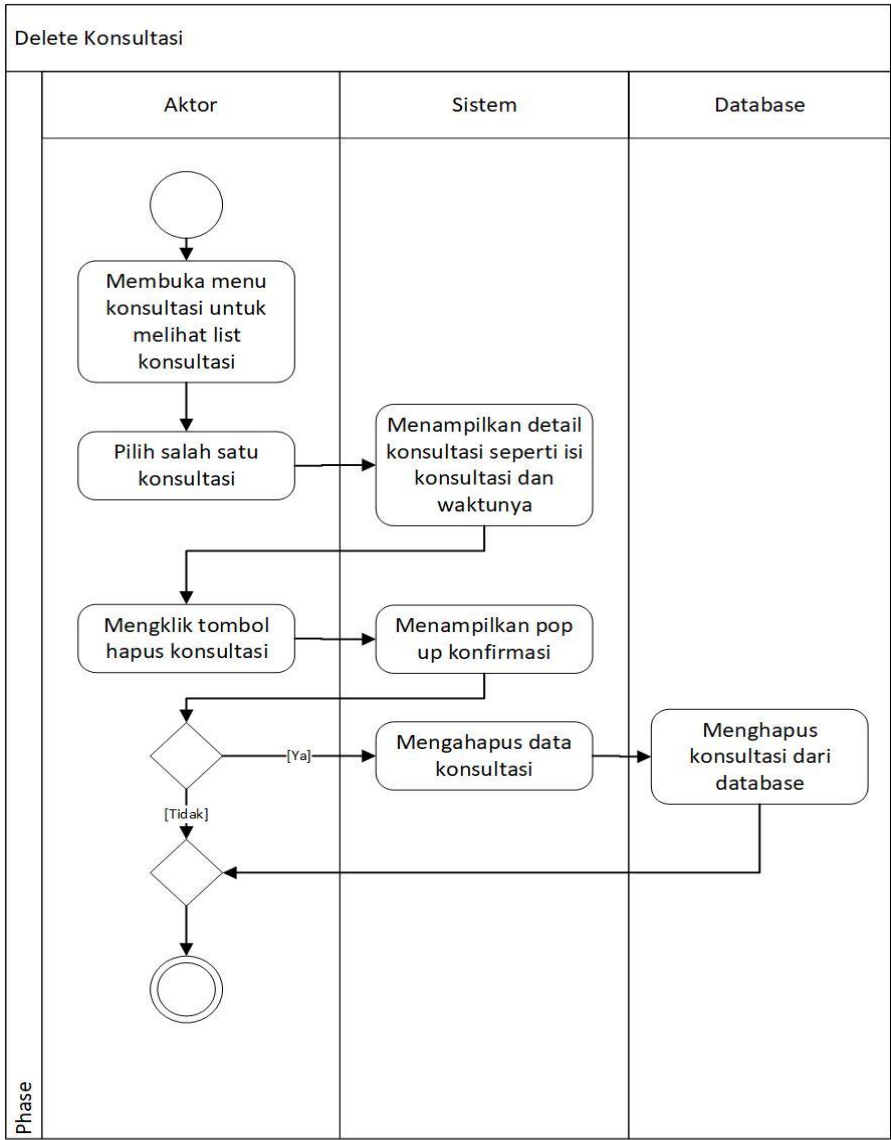 Delete Konsultasi
Aktor
Sistem
Database
Membuka menu
konsultasi untuk
melihat list
konsultasi
Pilih salah satu
konsultasi
Menampilkan detail
konsultasi seperti isi
konsultasi dan
waktunya
Mengklik tombol
hapus konsultasi
Menampilkan pop
up konfirmasi
[Ya]
Mengahapus data
konsultasi
Menghapus
konsultasi dari
database
[Tidak]
Phase